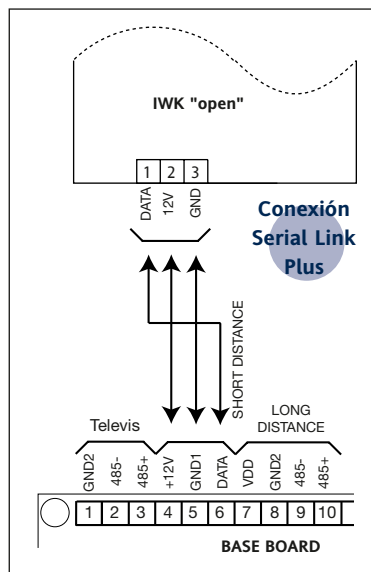 IWK "open"
1 2 3
DATA
12V
GND
Conexión
Serial Link
Plus
SHORT DISTANCE
Televis
LONG
DISTANCE
GND2
485-
485+
+12V
GND1
DATA
VDD
GND2
485-
485+
1 2 3 4 5 6 7 8 9 10
BASE BOARD